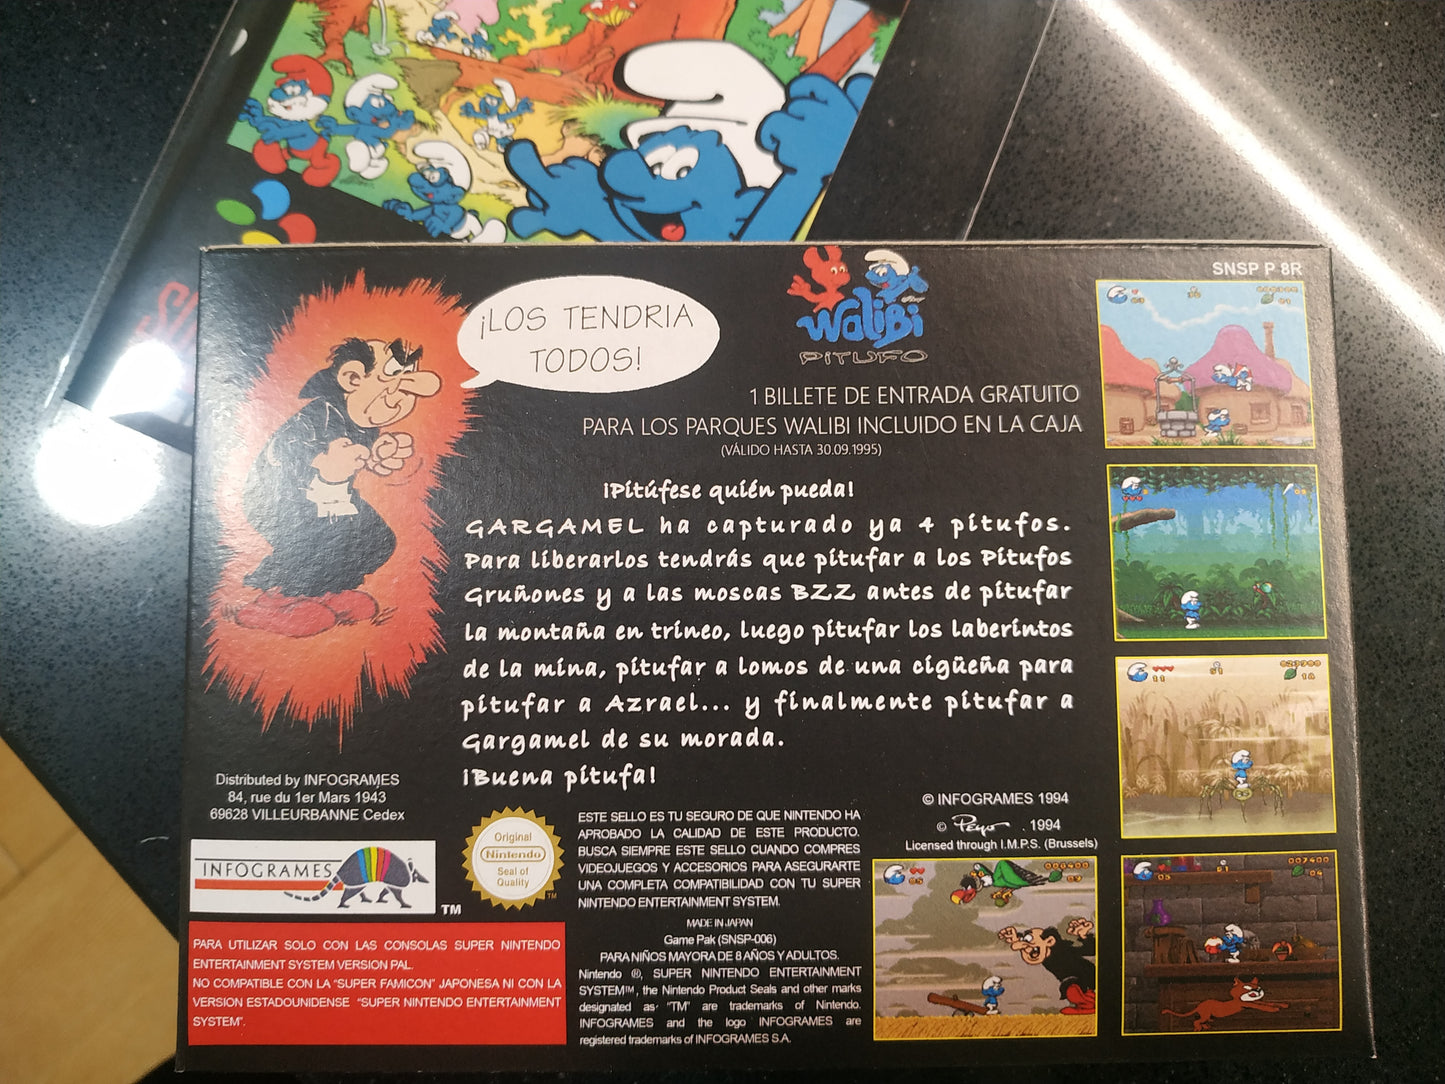 SNSP P 8R
¡LOS TENDRIA
TODOS!
Walibi
PITUFO
1 BILLETE DE ENTRADA GRATUITO
PARA LOS PARQUES WALIBI INCLUIDO EN LA CAJA
(VÁLIDO HASTA 30.09.1995)
¡Pitúfese quién pueda!
GARGAMEL ha capturado ya 4 pitufos.
Para liberarlos tendrás que pitufar a los Pitufos
Gruñones y a las moscas BZZ antes de pitufar
la montaña en trineo, luego pitufar los laberintos
de la mina, pitufar a lomos de una cigüeña para
pitufar a Azrael... y finalmente pitufar a
Gargamel de su morada.
¡Buena pitufa!
Distributed by INFOGRAMES
84, rue du 1er Mars 1943
69628 VILLEURBANNE Cedex
INFOGRAMES
TM
PARA UTILIZAR SOLO CON LAS CONSOLAS SUPER NINTENDO
ENTERTAINMENT SYSTEM VERSION PAL.
NO COMPATIBLE CON LA "SUPER FAMICON" JAPONESA NI CON LA
VERSION ESTADOUNIDENSE "SUPER NINTENDO ENTERTAINMENT
SYSTEM".
Original
Nintendo
Seal of
Quality
TM
ESTE SELLO ES TU SEGURO DE QUE NINTENDO HA
APROBADO LA CALIDAD DE ESTE PRODUCTO.
BUSCA SIEMPRE ESTE SELLO CUANDO COMPRES
VIDEOJUEGOS Y ACCESORIOS PARA ASEGURARTE
UNA COMPLETA COMPATIBILIDAD CON TU SUPER
NINTENDO ENTERTAINMENT SYSTEM.
MADE IN JAPAN
Game Pak (SNSP-006)
PARA NIÑOS MAYORA DE 8 AÑOS Y ADULTOS.
Nintendo ®, SUPER NINTENDO ENTERTAINMENT
SYSTEM™, the Nintendo Product Seals and other marks
designated as "TM" are trademarks of Nintendo.
INFOGRAMES and the logo INFOGRAMES are
registered trademarks of INFOGRAMES S.A.
© INFOGRAMES 1994
© Peyo . 1994
Licensed through I.M.P.S. (Brussels)